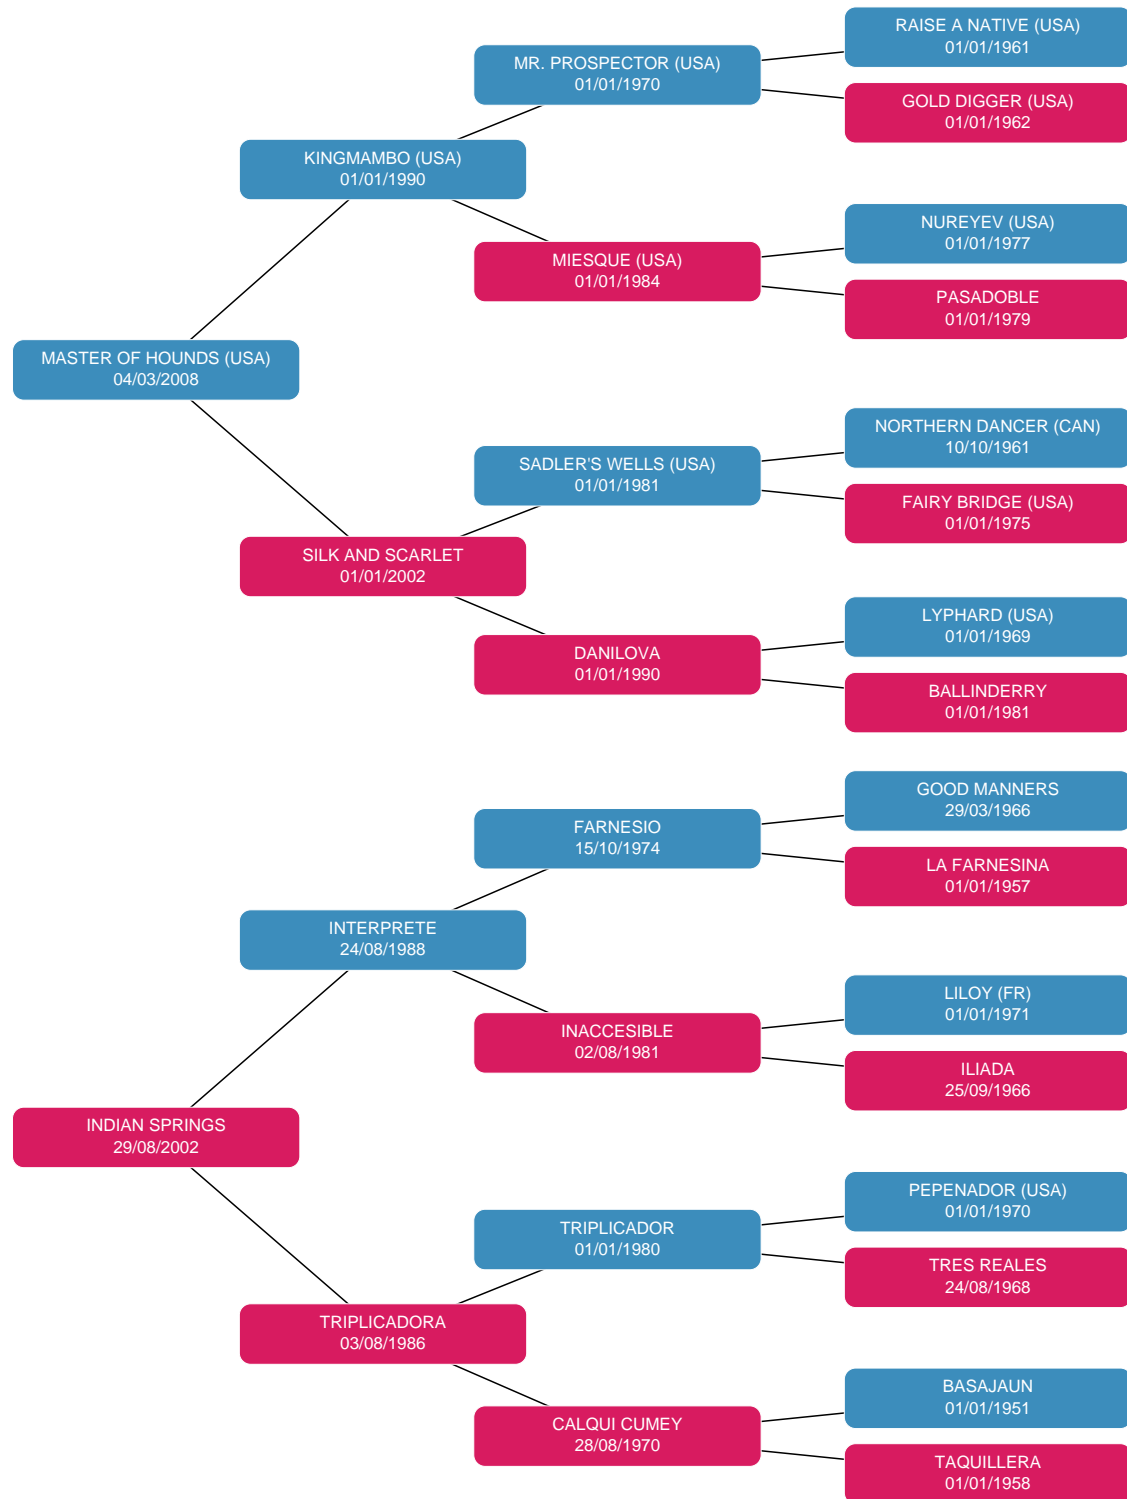 RAISE A NATIVE (USA)
01/01/1961
MR. PROSPECTOR (USA)
01/01/1970
GOLD DIGGER (USA)
01/01/1962
KINGMAMBO (USA)
01/01/1990
NUREYEV (USA)
01/01/1977
MIESQUE (USA)
01/01/1984
PASADOBLE
01/01/1979
MASTER OF HOUNDS (USA)
04/03/2008
NORTHERN DANCER (CAN)
10/10/1961
SADLER'S WELLS (USA)
01/01/1981
FAIRY BRIDGE (USA)
01/01/1975
SILK AND SCARLET
01/01/2002
LYPHARD (USA)
01/01/1969
DANILOVA
01/01/1990
BALLINDERRY
01/01/1981
GOOD MANNERS
29/03/1966
FARNESIO
15/10/1974
LA FARNESINA
01/01/1957
INTERPRETE
24/08/1988
LILOY (FR)
01/01/1971
INACCESIBLE
02/08/1981
ILIADA
25/09/1966
INDIAN SPRINGS
29/08/2002
PEPENADOR (USA)
01/01/1970
TRIPLICADOR
01/01/1980
TRES REALES
24/08/1968
TRIPLICADORA
03/08/1986
BASAJAUN
01/01/1951
CALQUI CUMEY
28/08/1970
TAQUILLERA
01/01/1958